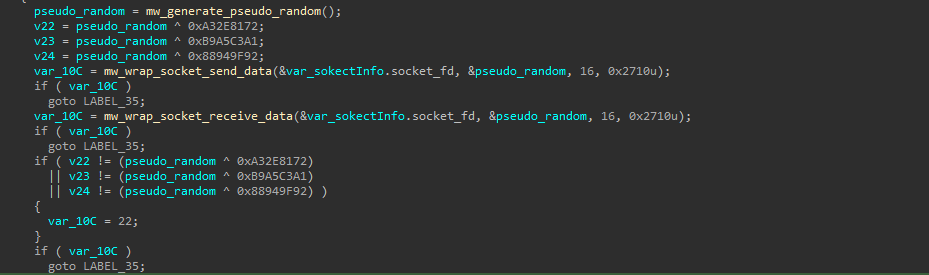 {
pseudo_random = mw_generate_pseudo_random();
v22 = pseudo_random ^ 0xA32E8172;
v23 = pseudo_random ^ 0xB9A5C3A1;
v24 = pseudo_random ^ 0x88949F92;
var_10C = mw_wrap_socket_send_data(&var_sokectInfo.socket_fd, &pseudo_random, 16, 0x2710u);
if ( var_10C )
goto LABEL_35;
var_10C = mw_wrap_socket_receive_data(&var_sokectInfo.socket_fd, &pseudo_random, 16, 0x2710u);
if ( var_10C )
goto LABEL_35;
if ( v22 != (pseudo_random ^ 0xA32E8172)
|| v23 != (pseudo_random ^ 0xB9A5C3A1)
|| v24 != (pseudo_random ^ 0x88949F92) )
{
var_10C = 22;
}
if ( var_10C )
goto LABEL_35;